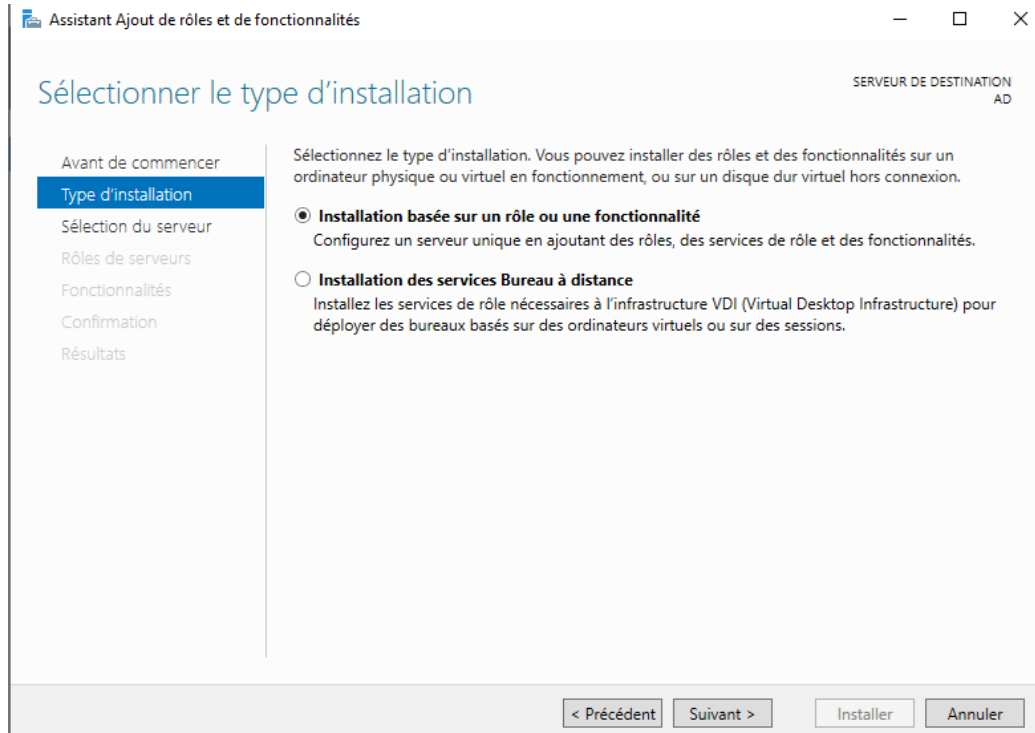 Assistant Ajout de rôles et de fonctionnalités
Sélectionner le type d’installation
SERVEUR DE DESTINATION
AD
Avant de commencer
Type d’installation
Sélection du serveur
Rôles de serveurs
Fonctionnalités
Confirmation
Résultats
Sélectionnez le type d’installation. Vous pouvez installer des rôles et des fonctionnalités sur un
ordinateur physique ou virtuel en fonctionnement, ou sur un disque dur virtuel hors connexion.
Installation basée sur un rôle ou une fonctionnalité
Configurez un serveur unique en ajoutant des rôles, des services de rôle et des fonctionnalités.
Installation des services Bureau à distance
Installez les services de rôle nécessaires à l’infrastructure VDI (Virtual Desktop Infrastructure) pour
déployer des bureaux basés sur des ordinateurs virtuels ou sur des sessions.
< Précédent
Suivant >
Installer
Annuler